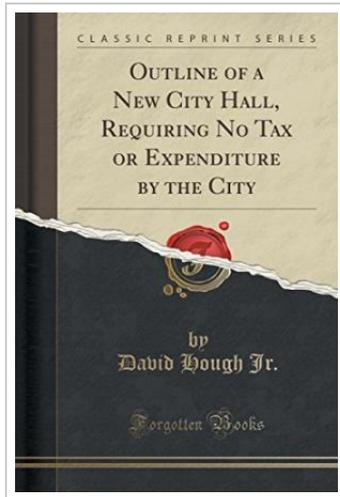 CLASSIC REPRINT SERIES
OUTLINE OF A
NEW CITY HALL,
REQUIRING NO TAX
OR EXPENDITURE
BY THE CITY
by
David Hough Jr.
Forgotten Books